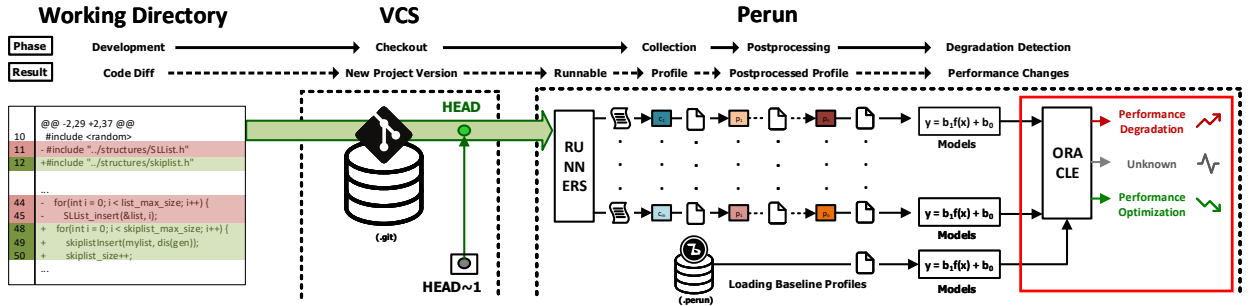 Working Directory
VCS
Perun
Phase
Development
Checkout
Collection
Postprocessing
Degradation Detection
Result
Code Diff
New Project Version
Runnable
Profile
Postprocessed Profile
Performance Changes
@@ -2,29 +2,37 @@
10 #include <random>
11 - #include "../structures/SLList.h"
12 +#include "../structures/skiplist.h"
...
44 - for(int i = 0; i < list_max_size; i++) {
45 - SLList_insert(&list, i);
48 + for(int i = 0; i < skiplist_max_size; i++) {
49 + skiplistInsert(mylist, dis(gen));
50 + skiplist_size++;
...
HEAD
(.git)
HEAD~1
RU
NN
ERS
c₁
p₁
y = b₁f(x) + b₀
Models
y = b₁f(x) + b₀
Models
(.perun)
Loading Baseline Profiles
y = b₁f(x) + b₀
Models
ORA
CLE
Performance
Degradation
Unknown
Performance
Optimization